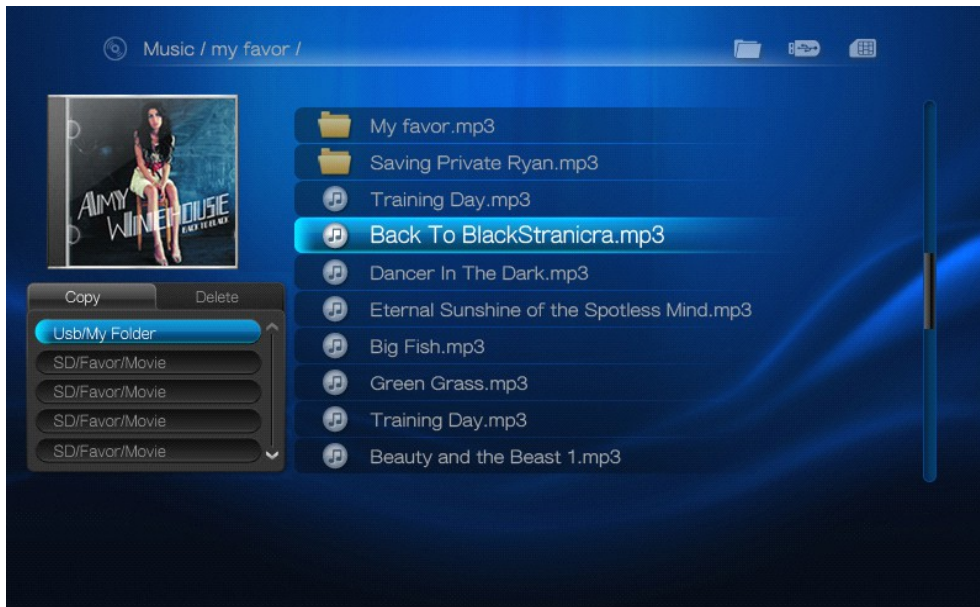 Music / my favor /
AMY
WINEHOUSE
BACK TO BLACK
Copy
Delete
Usb/My Folder
SD/Favor/Movie
SD/Favor/Movie
SD/Favor/Movie
SD/Favor/Movie
My favor.mp3
Saving Private Ryan.mp3
Training Day.mp3
Back To BlackStranicra.mp3
Dancer In The Dark.mp3
Eternal Sunshine of the Spotless Mind.mp3
Big Fish.mp3
Green Grass.mp3
Training Day.mp3
Beauty and the Beast 1.mp3